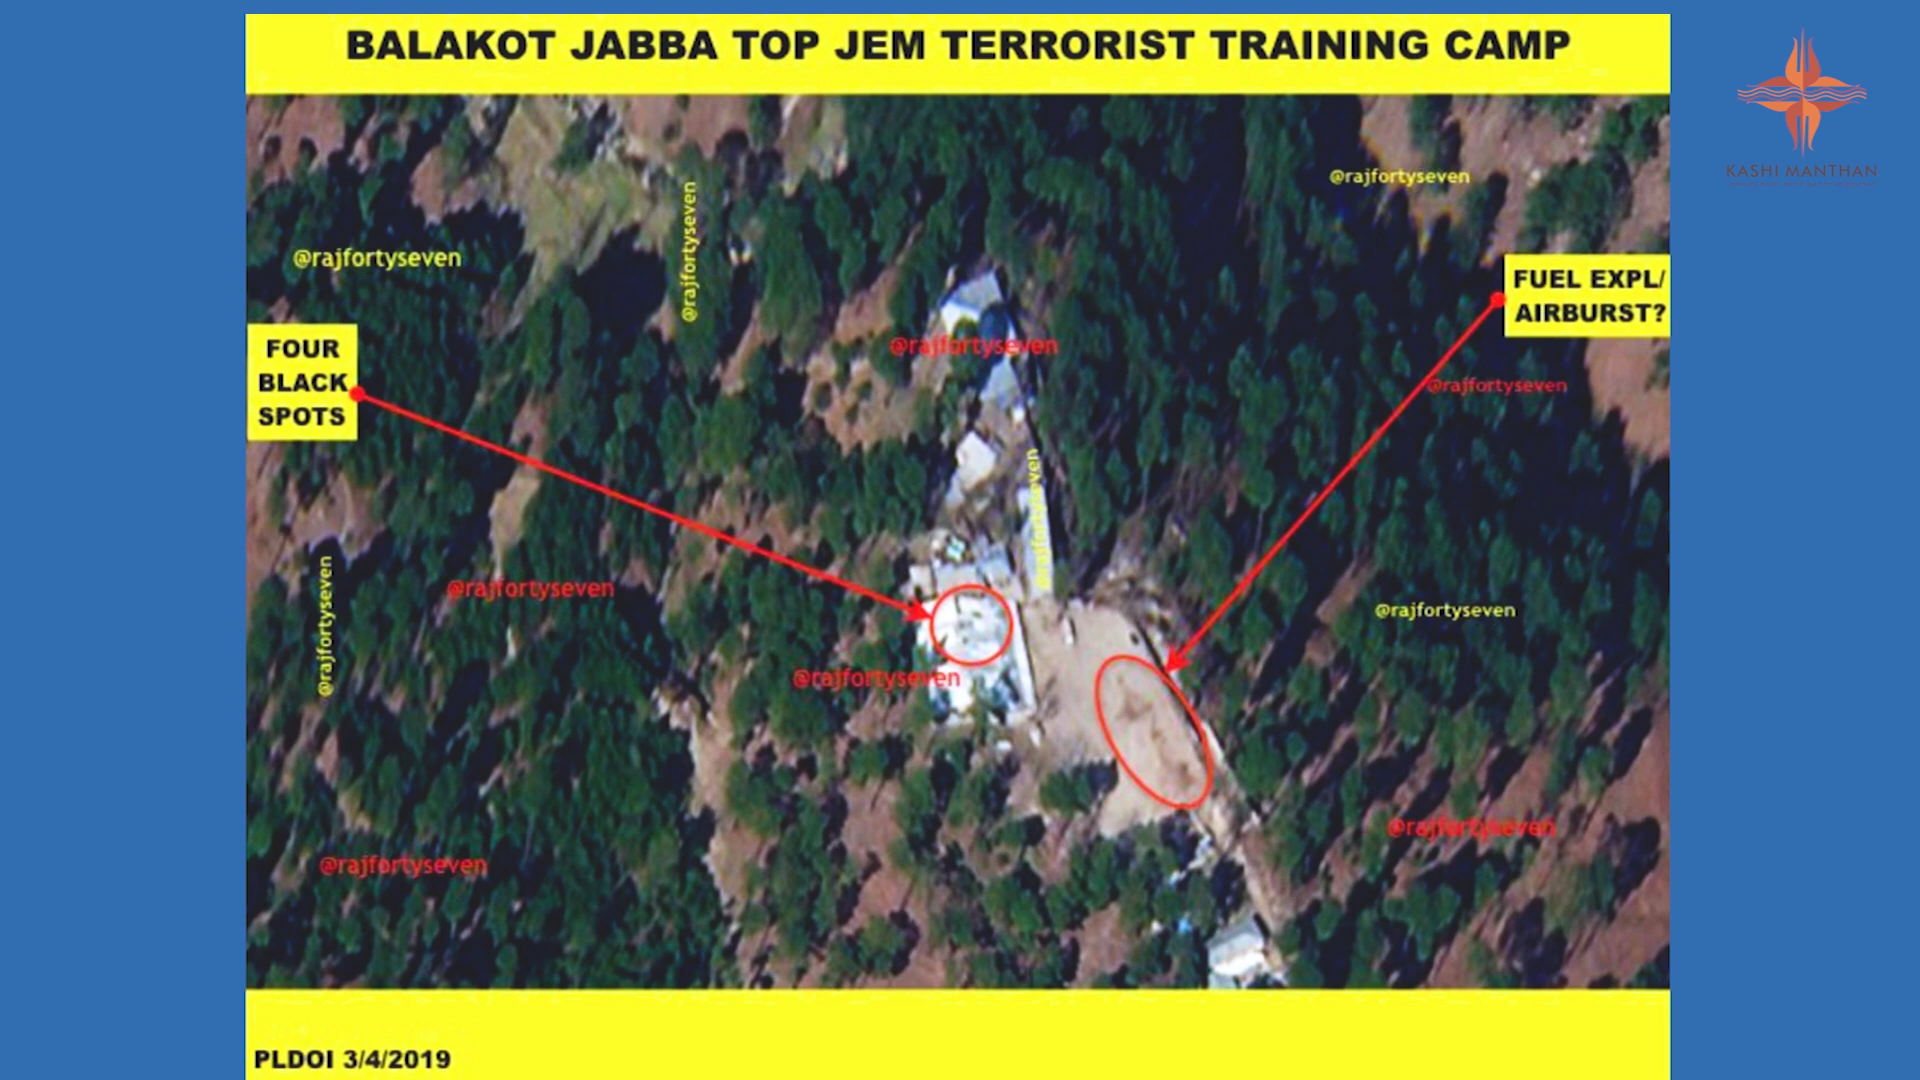 BALAKOT JABBA TOP JEM TERRORIST TRAINING CAMP
KASHI MANTHAN
@rajfortyseven
@rajfortyseven
@rajfortyseven
FUEL EXPL/
AIRBURST?
FOUR
BLACK
SPOTS
@rajfortyseven
@rajfortyseven
@rajfortyseven
@rajfortyseven
@rajfortyseven
@rajfortyseven
@rajfortyseven
@rajfortyseven
@rajfortyseven
PLDOI 3/4/2019